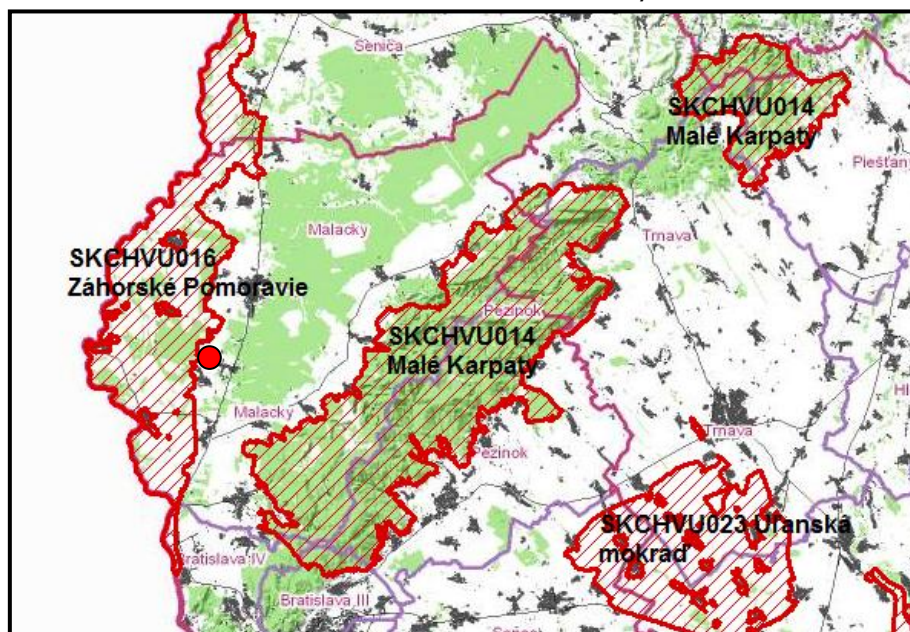 Senica
SKCHVU014
Malé Karpaty
Piešťany
Malacky
Trnava
SKCHVU016
Záhorské Pomoravie
Pezinok
SKCHVU014
Malé Karpaty
Malacky
Trnava
Pezinok
SKCHVU023 Úľanská
mokraď
Bratislava IV
Bratislava III